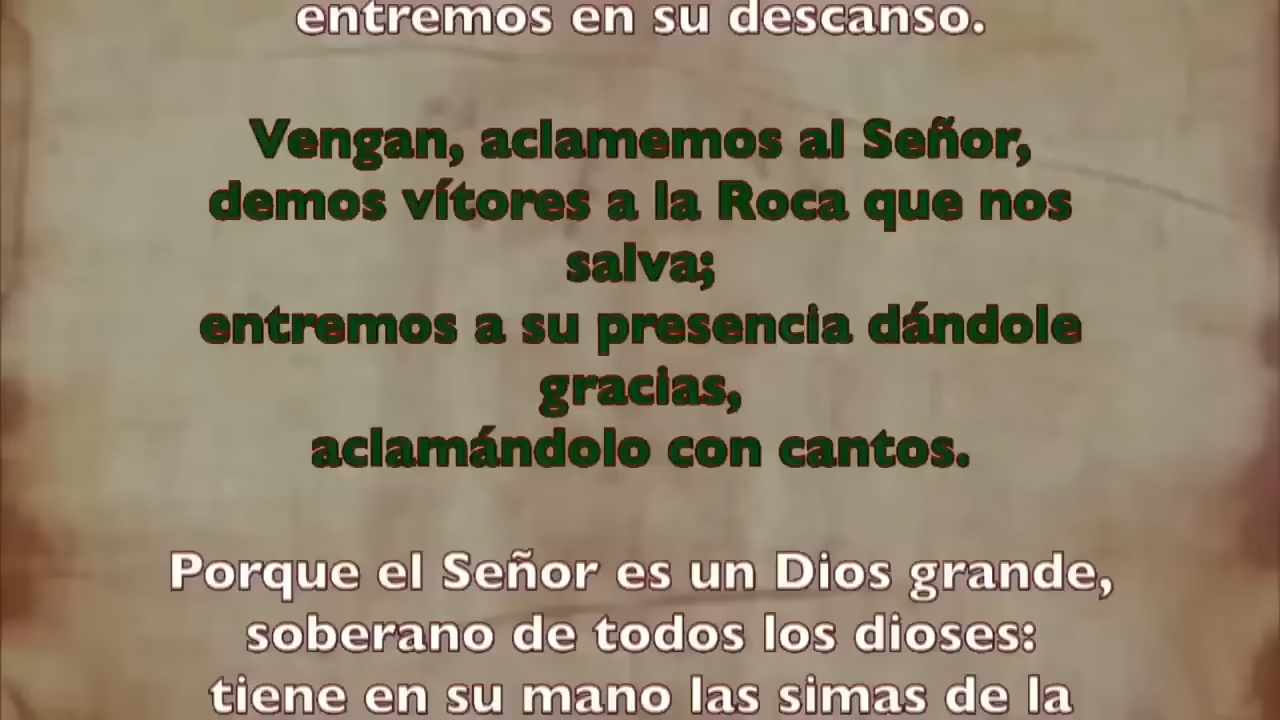 entremos en su descanso.
Vengan, aclamemos al Señor,
demos vítores a la Roca que nos
salva;
entremos a su presencia dándole
gracias,
aclamándolo con cantos.
Porque el Señor es un Dios grande,
soberano de todos los dioses:
tiene en su mano las simas de la